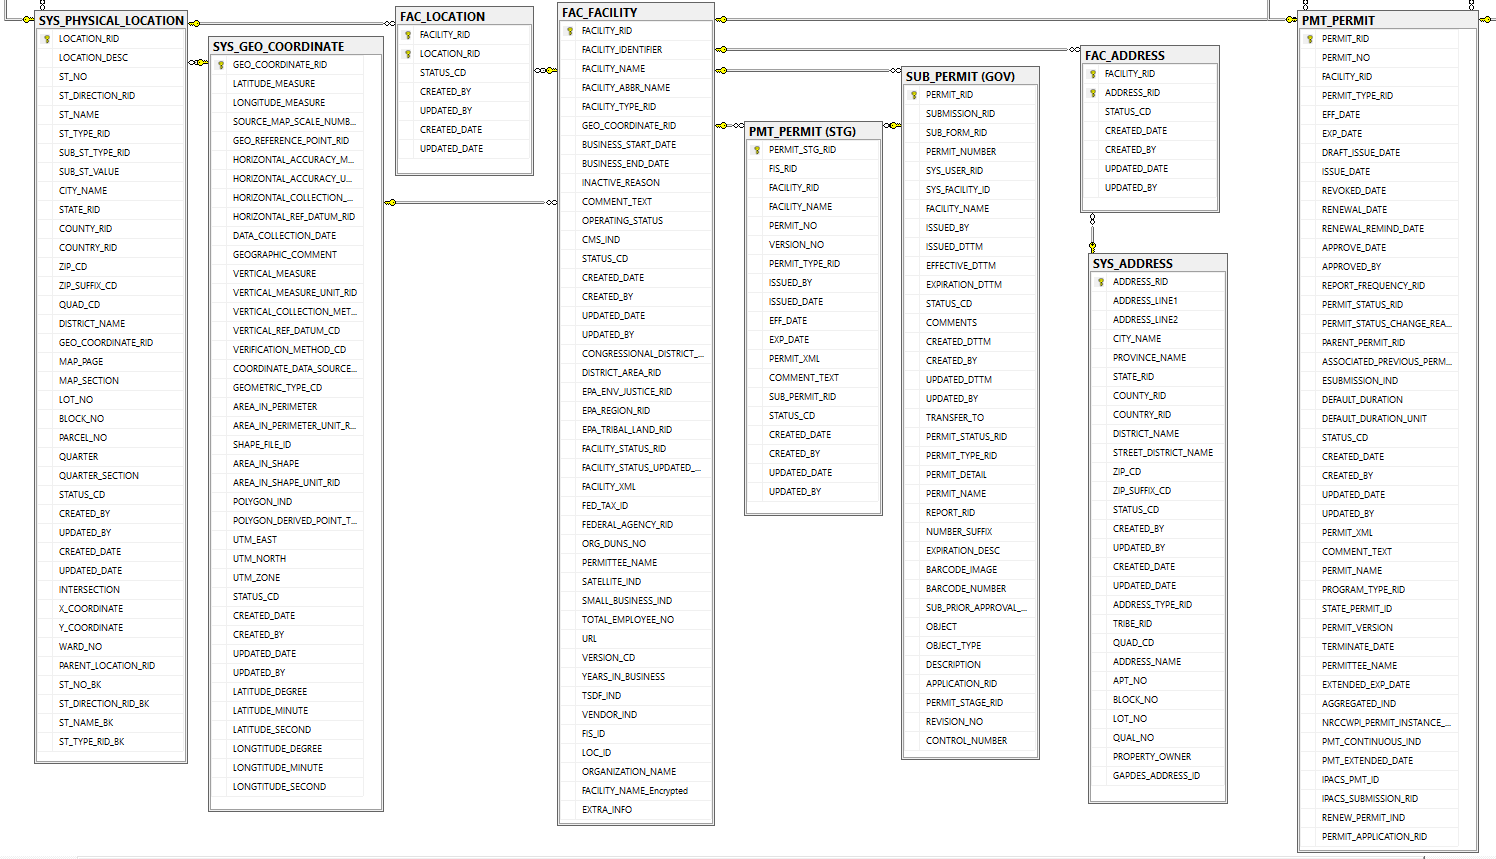 SYS_PHYSICAL_LOCATION
LOCATION_RID
LOCATION_DESC
ST_NO
ST_DIRECTION_RID
ST_NAME
ST_TYPE_RID
SUB_ST_TYPE_RID
SUB_ST_VALUE
CITY_NAME
STATE_RID
COUNTY_RID
COUNTRY_RID
ZIP_CD
ZIP_SUFFIX_CD
QUAD_CD
DISTRICT_NAME
GEO_COORDINATE_RID
MAP_PAGE
MAP_SECTION
LOT_NO
BLOCK_NO
PARCEL_NO
QUARTER
QUARTER_SECTION
STATUS_CD
CREATED_BY
UPDATED_BY
CREATED_DATE
UPDATED_DATE
INTERSECTION
X_COORDINATE
Y_COORDINATE
WARD_NO
PARENT_LOCATION_RID
ST_NO_BK
ST_DIRECTION_RID_BK
ST_NAME_BK
ST_TYPE_RID_BK
SYS_GEO_COORDINATE
GEO_COORDINATE_RID
LATITUDE_MEASURE
LONGITUDE_MEASURE
SOURCE_MAP_SCALE_NUMB...
GEO_REFERENCE_POINT_RID
HORIZONTAL_ACCURACY_M...
HORIZONTAL_ACCURACY_U...
HORIZONTAL_COLLECTION_...
HORIZONTAL_REF_DATUM_RID
DATA_COLLECTION_DATE
GEOGRAPHIC_COMMENT
VERTICAL_MEASURE
VERTICAL_MEASURE_UNIT_RID
VERTICAL_COLLECTION_MET...
VERTICAL_REF_DATUM_CD
VERIFICATION_METHOD_CD
COORDINATE_DATA_SOURCE...
GEOMETRIC_TYPE_CD
AREA_IN_PERIMETER
AREA_IN_PERIMETER_UNIT_R...
SHAPE_FILE_ID
AREA_IN_SHAPE
AREA_IN_SHAPE_UNIT_RID
POLYGON_IND
POLYGON_DERIVED_POINT_T...
UTM_EAST
UTM_NORTH
UTM_ZONE
STATUS_CD
CREATED_DATE
CREATED_BY
UPDATED_DATE
UPDATED_BY
LATITUDE_DEGREE
LATITUDE_MINUTE
LATITUDE_SECOND
LONGTITUDE_DEGREE
LONGTITUDE_MINUTE
LONGTITUDE_SECOND
FAC_LOCATION
FACILITY_RID
LOCATION_RID
STATUS_CD
CREATED_BY
UPDATED_BY
CREATED_DATE
UPDATED_DATE
FAC_FACILITY
FACILITY_RID
FACILITY_IDENTIFIER
FACILITY_NAME
FACILITY_ABBR_NAME
FACILITY_TYPE_RID
GEO_COORDINATE_RID
BUSINESS_START_DATE
BUSINESS_END_DATE
INACTIVE_REASON
COMMENT_TEXT
OPERATING_STATUS
CMS_IND
STATUS_CD
CREATED_DATE
CREATED_BY
UPDATED_DATE
UPDATED_BY
CONGRESSIONAL_DISTRICT_...
DISTRICT_AREA_RID
EPA_ENV_JUSTICE_RID
EPA_REGION_RID
EPA_TRIBAL_LAND_RID
FACILITY_STATUS_RID
FACILITY_STATUS_UPDATED_...
FACILITY_XML
FED_TAX_ID
FEDERAL_AGENCY_RID
ORG_DUNS_NO
PERMITTEE_NAME
SATELLITE_IND
SMALL_BUSINESS_IND
TOTAL_EMPLOYEE_NO
URL
VERSION_CD
YEARS_IN_BUSINESS
TSDF_IND
VENDOR_IND
FIS_ID
LOC_ID
ORGANIZATION_NAME
FACILITY_NAME_Encrypted
EXTRA_INFO
PMT_PERMIT (STG)
PERMIT_STG_RID
FIS_RID
FACILITY_RID
FACILITY_NAME
PERMIT_NO
VERSION_NO
PERMIT_TYPE_RID
ISSUED_BY
ISSUED_DATE
EFF_DATE
EXP_DATE
PERMIT_XML
COMMENT_TEXT
SUB_PERMIT_RID
STATUS_CD
CREATED_DATE
CREATED_BY
UPDATED_DATE
UPDATED_BY
SUB_PERMIT (GOV)
PERMIT_RID
SUBMISSION_RID
SUB_FORM_RID
PERMIT_NUMBER
SYS_USER_RID
SYS_FACILITY_ID
FACILITY_NAME
ISSUED_BY
ISSUED_DTTM
EFFECTIVE_DTTM
EXPIRATION_DTTM
STATUS_CD
COMMENTS
CREATED_DTTM
CREATED_BY
UPDATED_DTTM
UPDATED_BY
TRANSFER_TO
PERMIT_STATUS_RID
PERMIT_TYPE_RID
PERMIT_DETAIL
PERMIT_NAME
REPORT_RID
NUMBER_SUFFIX
EXPIRATION_DESC
BARCODE_IMAGE
BARCODE_NUMBER
SUB_PRIOR_APPROVAL_...
OBJECT
OBJECT_TYPE
DESCRIPTION
APPLICATION_RID
PERMIT_STAGE_RID
REVISION_NO
CONTROL_NUMBER
FAC_ADDRESS
FACILITY_RID
ADDRESS_RID
STATUS_CD
CREATED_DATE
CREATED_BY
UPDATED_DATE
UPDATED_BY
SYS_ADDRESS
ADDRESS_RID
ADDRESS_LINE1
ADDRESS_LINE2
CITY_NAME
PROVINCE_NAME
STATE_RID
COUNTY_RID
COUNTRY_RID
DISTRICT_NAME
STREET_DISTRICT_NAME
ZIP_CD
ZIP_SUFFIX_CD
STATUS_CD
CREATED_BY
UPDATED_BY
CREATED_DATE
UPDATED_DATE
ADDRESS_TYPE_RID
TRIBE_RID
QUAD_CD
ADDRESS_NAME
APT_NO
BLOCK_NO
LOT_NO
QUAL_NO
PROPERTY_OWNER
GAPDES_ADDRESS_ID
PMT_PERMIT
PERMIT_RID
PERMIT_NO
FACILITY_RID
PERMIT_TYPE_RID
EFF_DATE
EXP_DATE
DRAFT_ISSUE_DATE
ISSUE_DATE
REVOKED_DATE
RENEWAL_DATE
RENEWAL_REMIND_DATE
APPROVE_DATE
APPROVED_BY
REPORT_FREQUENCY_RID
PERMIT_STATUS_RID
PERMIT_STATUS_CHANGE_REA...
PARENT_PERMIT_RID
ASSOCIATED_PREVIOUS_PERM...
ESUBMISSION_IND
DEFAULT_DURATION
DEFAULT_DURATION_UNIT
STATUS_CD
CREATED_DATE
CREATED_BY
UPDATED_DATE
UPDATED_BY
PERMIT_XML
COMMENT_TEXT
PERMIT_NAME
PROGRAM_TYPE_RID
STATE_PERMIT_ID
PERMIT_VERSION
TERMINATE_DATE
PERMITTEE_NAME
EXTENDED_EXP_DATE
AGGREGATED_IND
NRCCWPI_PERMIT_INSTANCE_...
PMT_CONTINUOUS_IND
PMT_EXTENDED_DATE
IPACS_PMT_ID
IPACS_SUBMISSION_RID
RENEW_PERMIT_IND
PERMIT_APPLICATION_RID